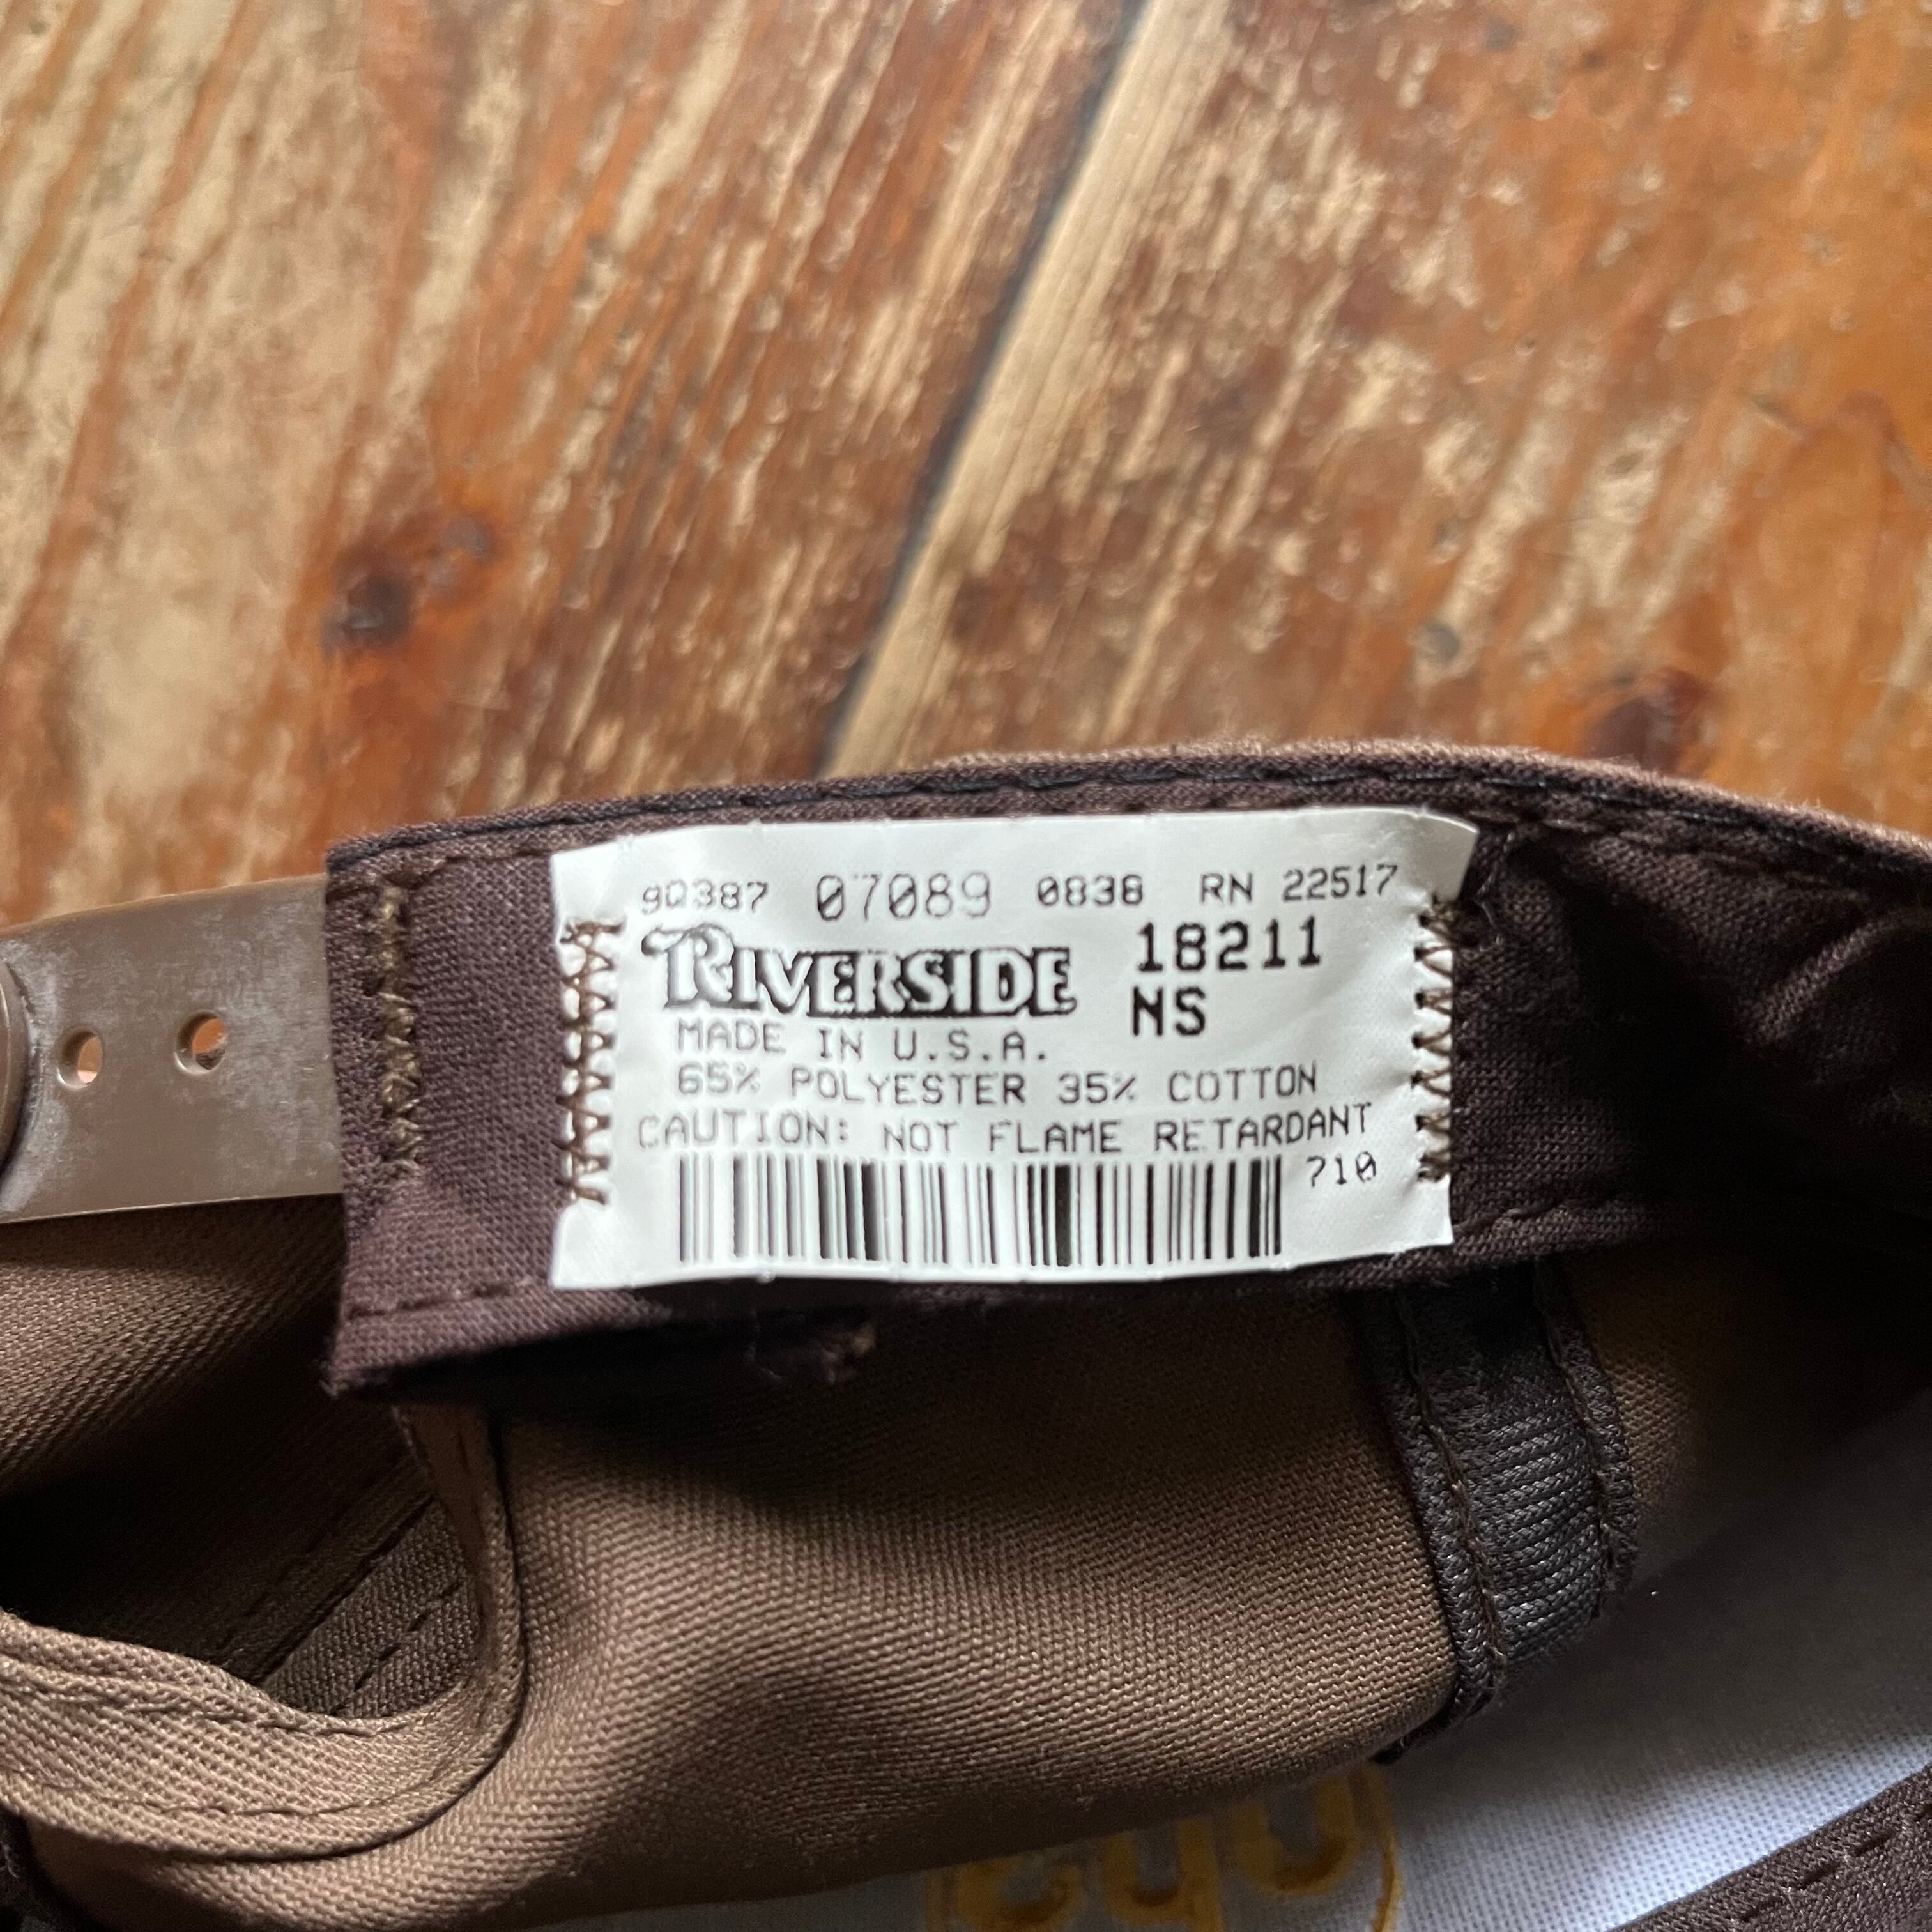 9Q387 07089 0838 RN 22517
RIVERSIDE 18211
NS
MADE IN U.S.A.
65% POLYESTER 35% COTTON
CAUTION: NOT FLAME RETARDANT
710